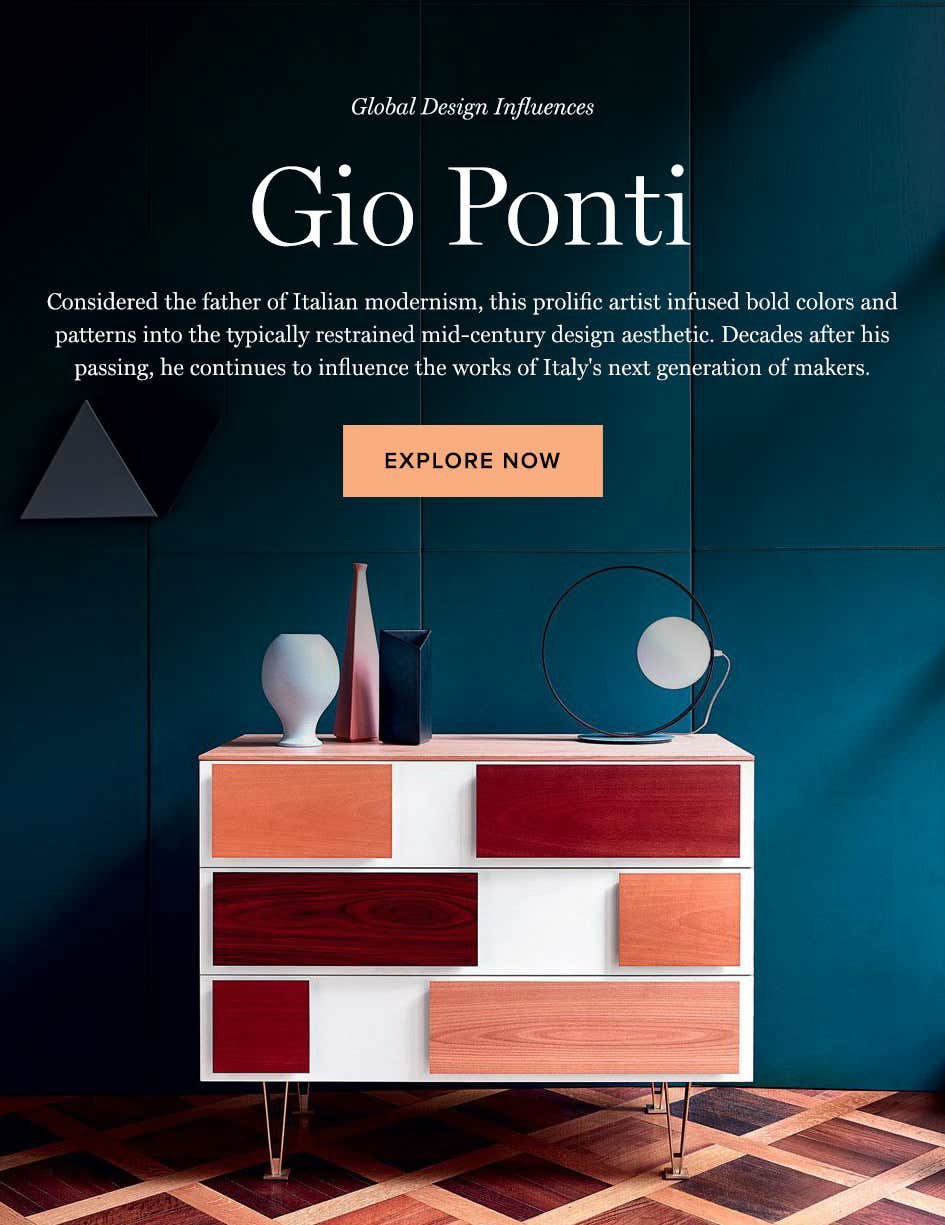 Global Design Influences
Gio Ponti
Considered the father of Italian modernism, this prolific artist infused bold colors and
patterns into the typically restrained mid-century design aesthetic. Decades after his
passing, he continues to influence the works of Italy's next generation of makers.
EXPLORE NOW